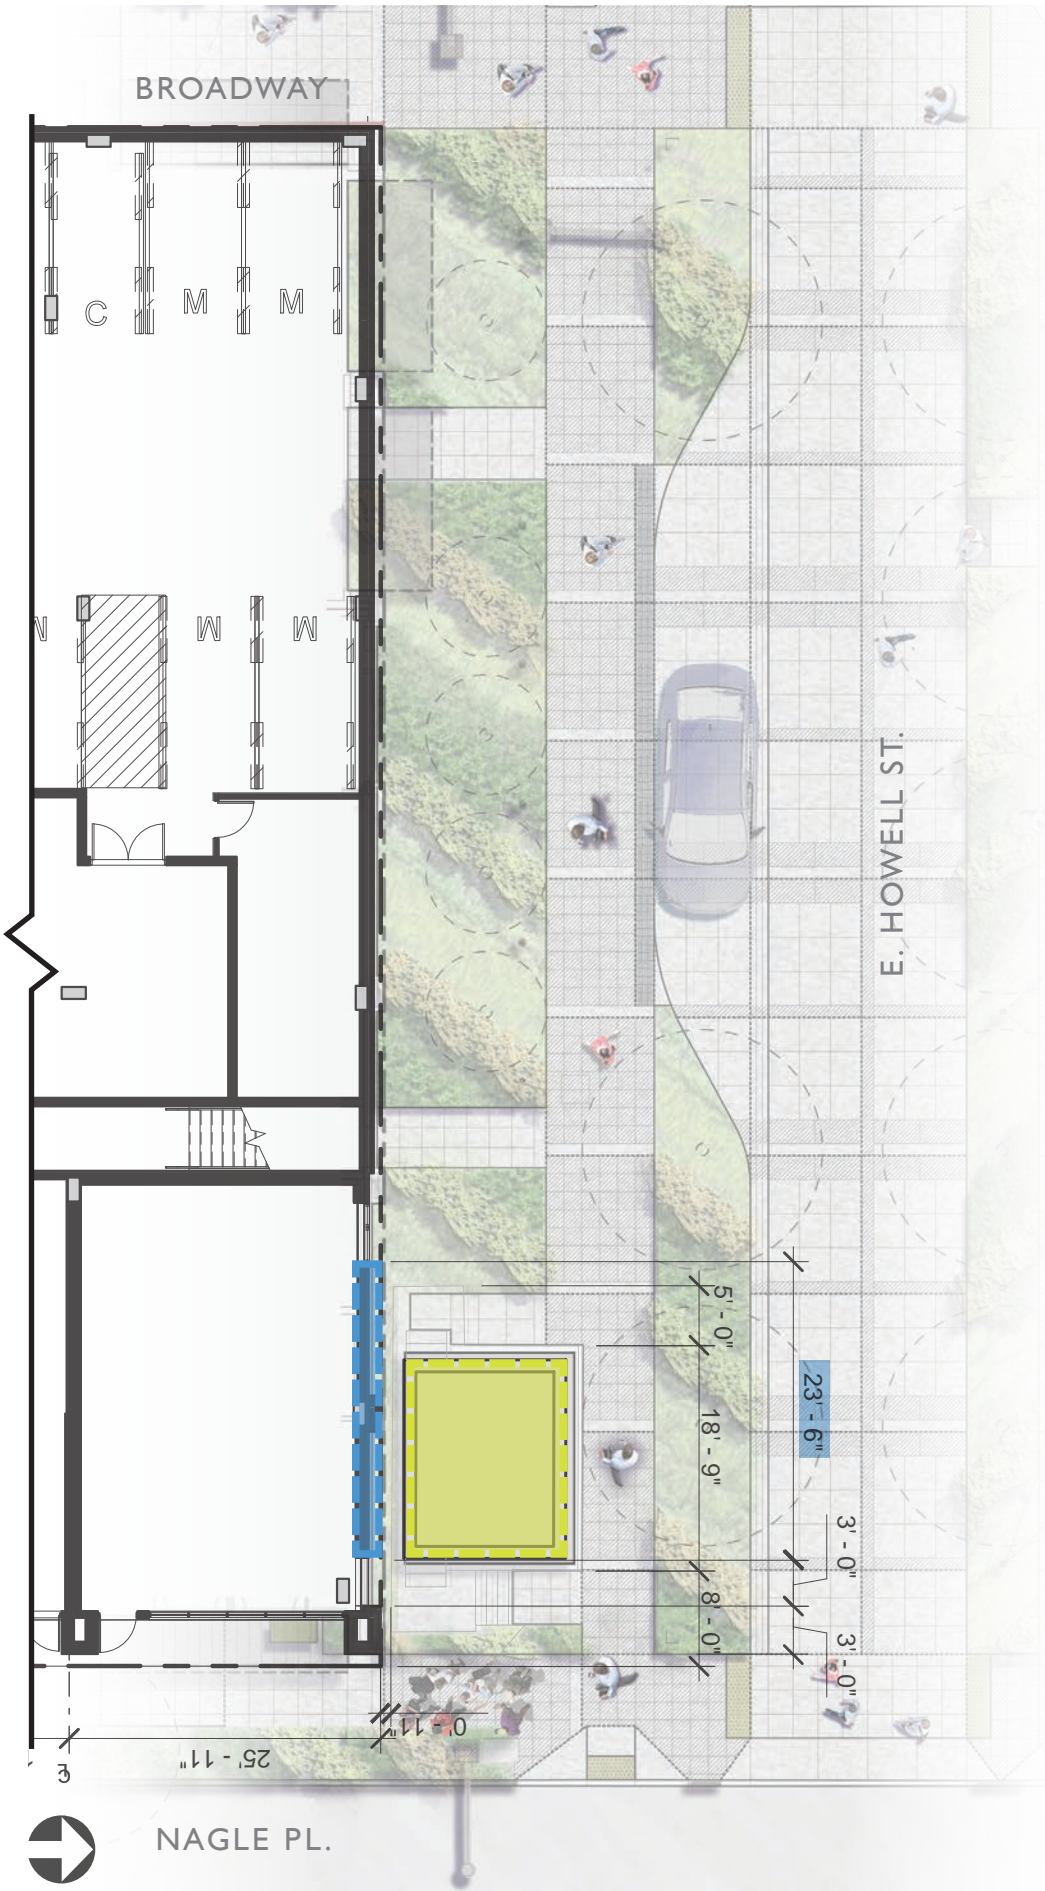 BROADWAY
C
M
M
M
M
M
E. HOWELL ST.
5' - 0"
23' - 6"
18' - 9"
3' - 0"
8' - 0"
3' - 0"
0' - 11"
25' - 11"
NAGLE PL.